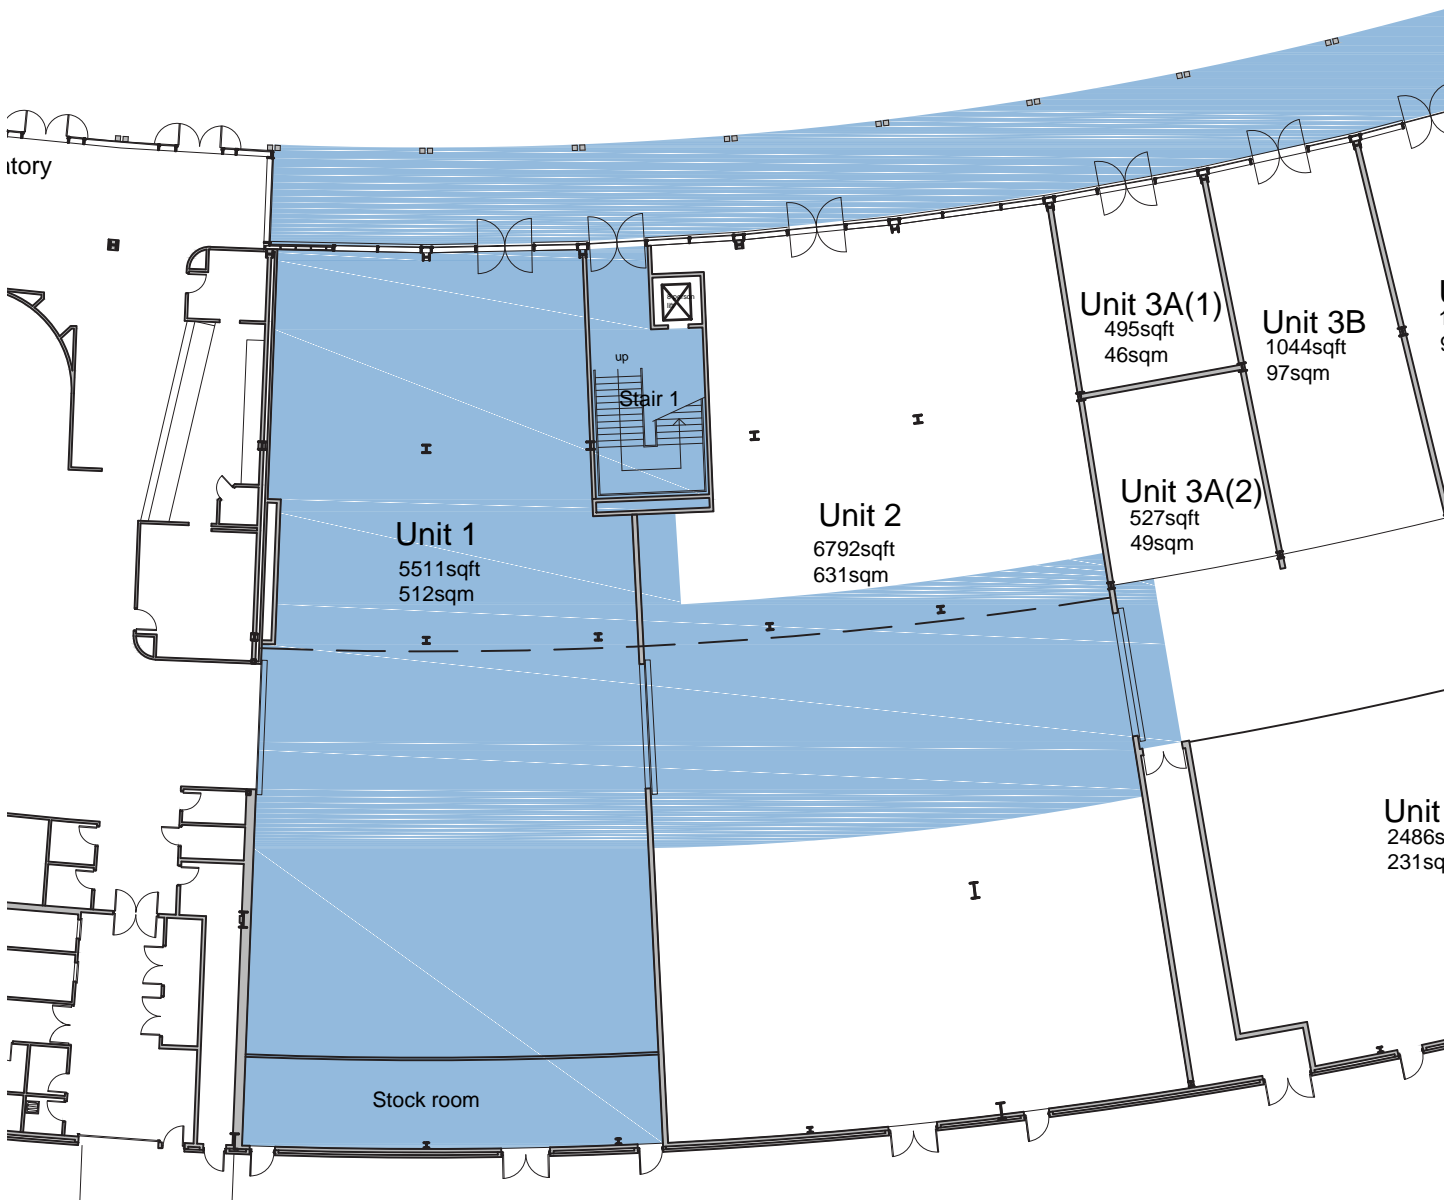 atory
Unit 3A(1)
495sqft
46sqm
Unit 3B
1044sqft
97sqm
up
Stair 1
Unit 3A(2)
527sqft
49sqm
Unit 1
5511sqft
512sqm
Unit 2
6792sqft
631sqm
Unit
2486s
231sq
Stock room